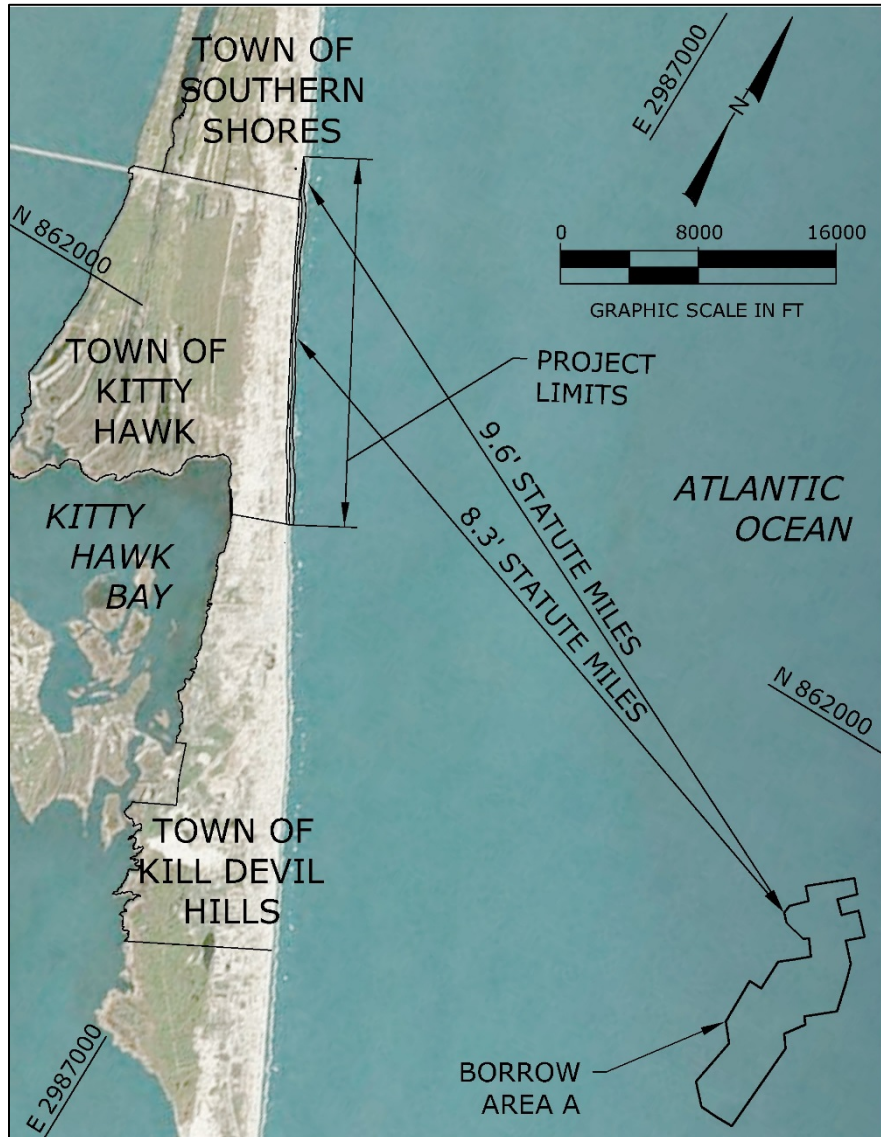 TOWN OF
SOUTHERN
SHORES
E 2987000
N
0 8000 16000
GRAPHIC SCALE IN FT
N 862000
TOWN OF
KITTY
HAWK
PROJECT
LIMITS
9.6' STATUTE MILES
8.3' STATUTE MILES
ATLANTIC
OCEAN
KITTY
HAWK
BAY
N 862000
TOWN OF
KILL DEVIL
HILLS
E 2987000
BORROW
AREA A